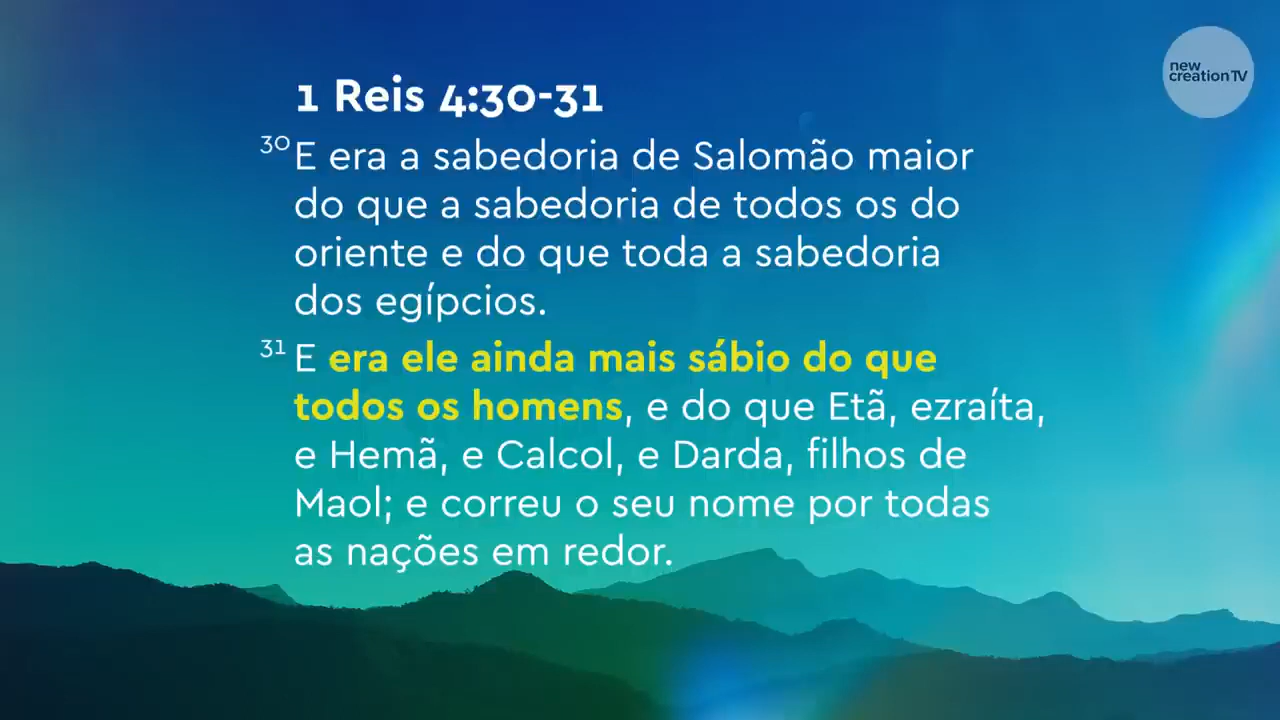 new
creationTV
1 Reis 4:30-31
30 E era a sabedoria de Salomão maior
do que a sabedoria de todos os do
oriente e do que toda a sabedoria
dos egípcios.
31 E era ele ainda mais sábio do que
todos os homens, e do que Etã, ezraíta,
e Hemã, e Calcol, e Darda, filhos de
Maol; e correu o seu nome por todas
as nações em redor.